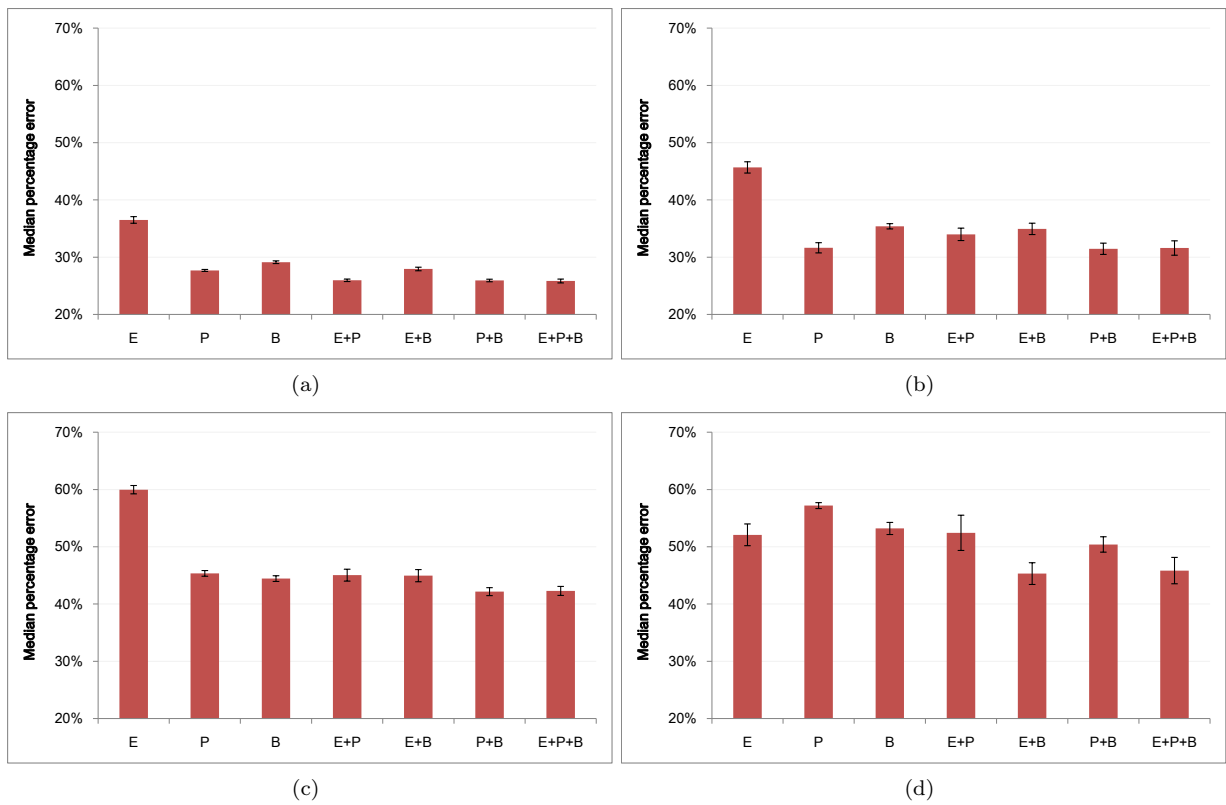 70%
60%
50%
40%
30%
20%
Median percentage error
E P B E+P E+B P+B E+P+B
(a)
70%
60%
50%
40%
30%
20%
Median percentage error
E P B E+P E+B P+B E+P+B
(b)
70%
60%
50%
40%
30%
20%
Median percentage error
E P B E+P E+B P+B E+P+B
(c)
70%
60%
50%
40%
30%
20%
Median percentage error
E P B E+P E+B P+B E+P+B
(d)